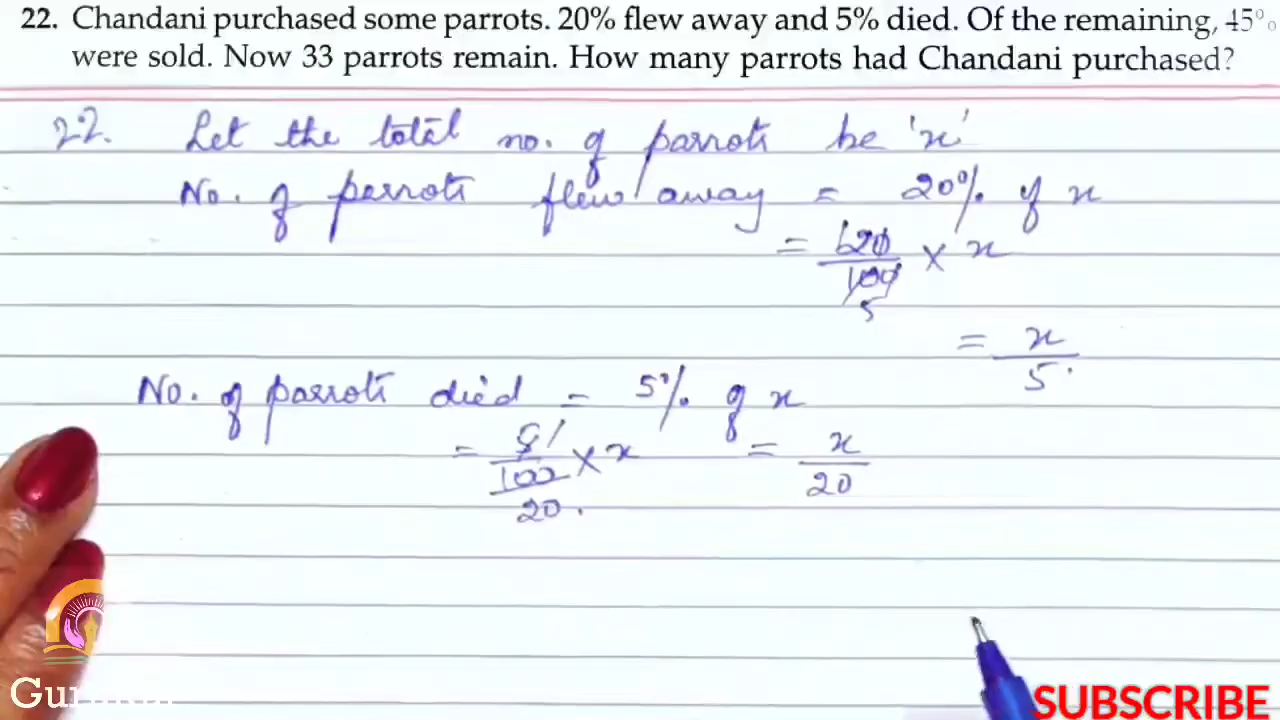 22. Chandani purchased some parrots. 20% flew away and 5% died. Of the remaining, 45%
were sold. Now 33 parrots remain. How many parrots had Chandani purchased?
22. Let the total no. of parrots be 'x'
No. of parrots flew away = 20% of x
= 20/100 × x
5
= x/5.
No. of parrots died = 5% of x
= 5/100 × x = x/20
20.
SUBSCRIBE